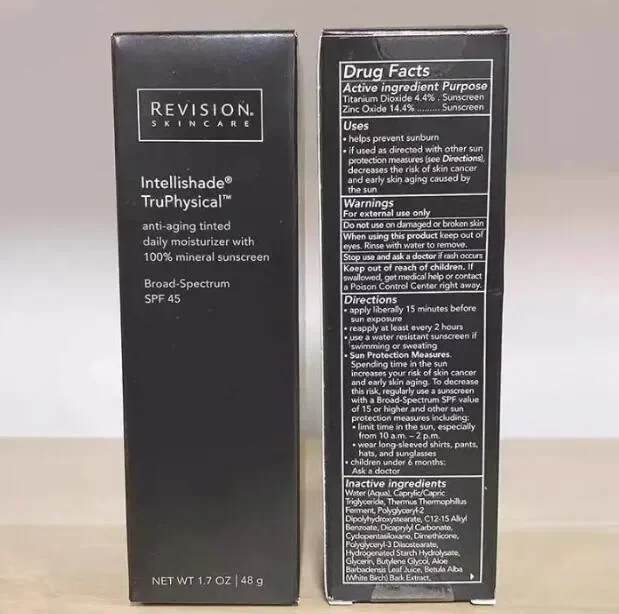 REVISION®
SKINCARE
Intellishade®
TruPhysical™
anti-aging tinted
daily moisturizer with
100% mineral sunscreen
Broad-Spectrum
SPF 45
NET WT 1.7 OZ | 48 g
Drug Facts
Active ingredient Purpose
Titanium Dioxide 4.4% . Sunscreen
Zinc Oxide 14.4% ......... Sunscreen
Uses
• helps prevent sunburn
• if used as directed with other sun
protection measures (see Directions),
decreases the risk of skin cancer
and early skin aging caused by
the sun
Warnings
For external use only
Do not use on damaged or broken skin
When using this product keep out of
eyes. Rinse with water to remove.
Stop use and ask a doctor if rash occurs
Keep out of reach of children. If
swallowed, get medical help or contact
a Poison Control Center right away.
Directions
• apply liberally 15 minutes before
sun exposure
• reapply at least every 2 hours
• use a water resistant sunscreen if
swimming or sweating
• Sun Protection Measures.
Spending time in the sun
increases your risk of skin cancer
and early skin aging. To decrease
this risk, regularly use a sunscreen
with a Broad-Spectrum SPF value
of 15 or higher and other sun
protection measures including:
• limit time in the sun, especially
from 10 a.m. – 2 p.m.
• wear long-sleeved shirts, pants,
hats, and sunglasses
• children under 6 months:
Ask a doctor
Inactive ingredients
Water (Aqua), Caprylic/Capric
Triglyceride, Thermus Thermophillus
Ferment, Polyglyceryl-2
Dipolyhydroxystearate, C12-15 Alkyl
Benzoate, Dicaprylyl Carbonate,
Cyclopentasiloxane, Dimethicone,
Polyglyceryl-3 Diisostearate,
Hydrogenated Starch Hydrolysate,
Glycerin, Butylene Glycol, Aloe
Barbadensis Leaf Juice, Betula Alba
(White Birch) Bark Extract,